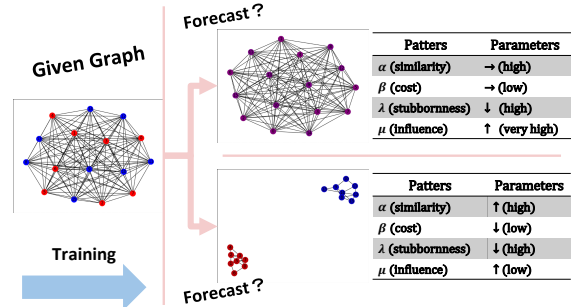 Given Graph
Training
Forecast ?
Patters Parameters
α (similarity) → (high)
β (cost) → (low)
λ (stubbornness) ↓ (high)
μ (influence) ↑ (very high)
Forecast ?
Patters Parameters
α (similarity) ↑ (high)
β (cost) ↓ (low)
λ (stubbornness) ↓ (high)
μ (influence) ↑ (low)